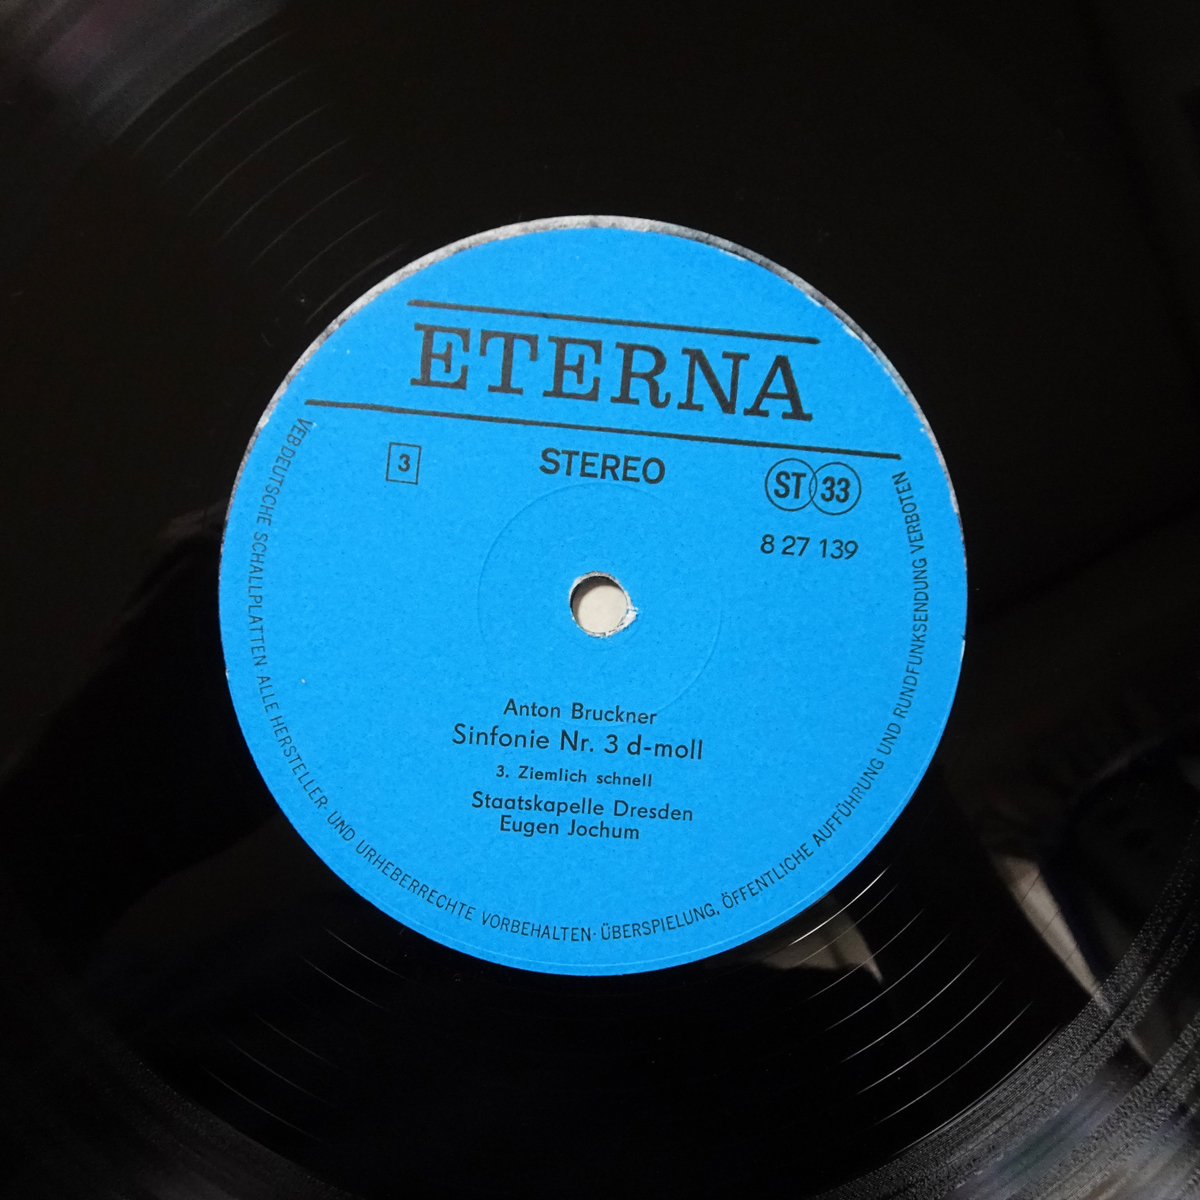 ETERNA
3
STEREO
ST 33
8 27 139
Anton Bruckner
Sinfonie Nr. 3 d-moll
3. Ziemlich schnell
Staatskapelle Dresden
Eugen Jochum
VEB DEUTSCHE SCHALLPLATTEN · ALLE HERSTELLER- UND URHEBERRECHTE VORBEHALTEN · ÜBERSPIELUNG, ÖFFENTLICHE AUFFÜHRUNG UND RUNDFUNKSENDUNG VERBOTEN